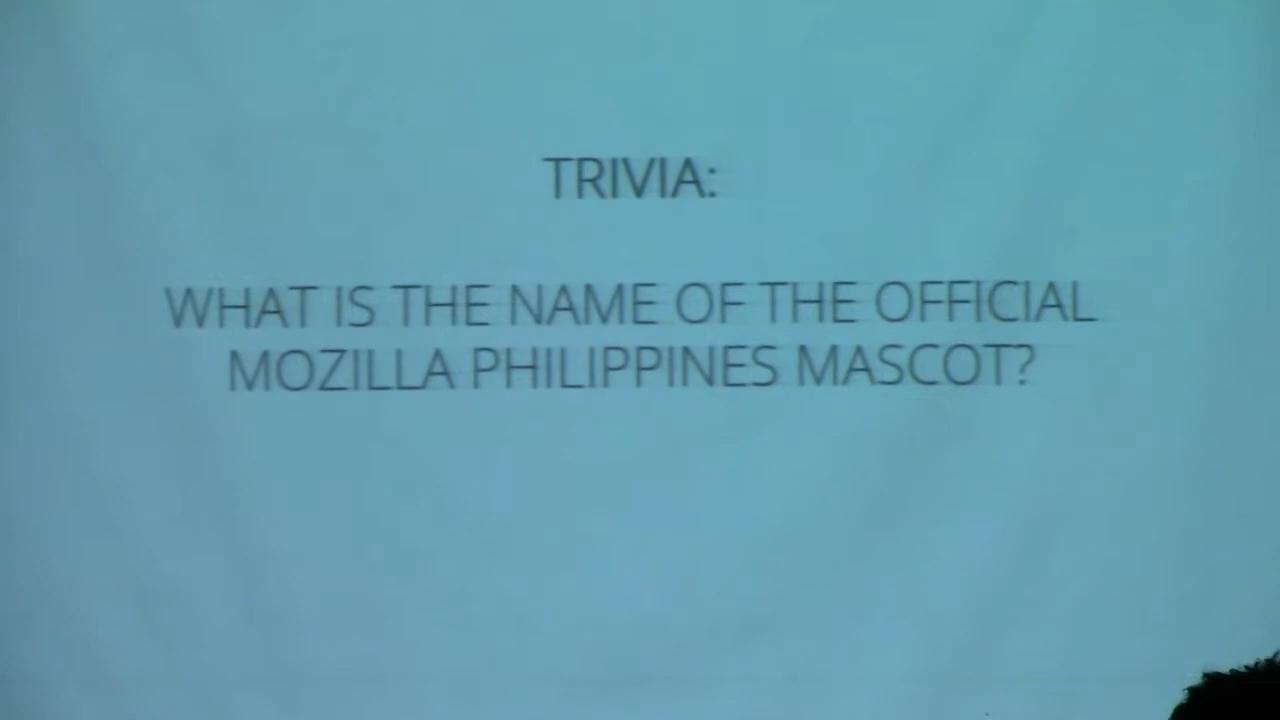 TRIVIA:
WHAT IS THE NAME OF THE OFFICIAL
MOZILLA PHILIPPINES MASCOT?